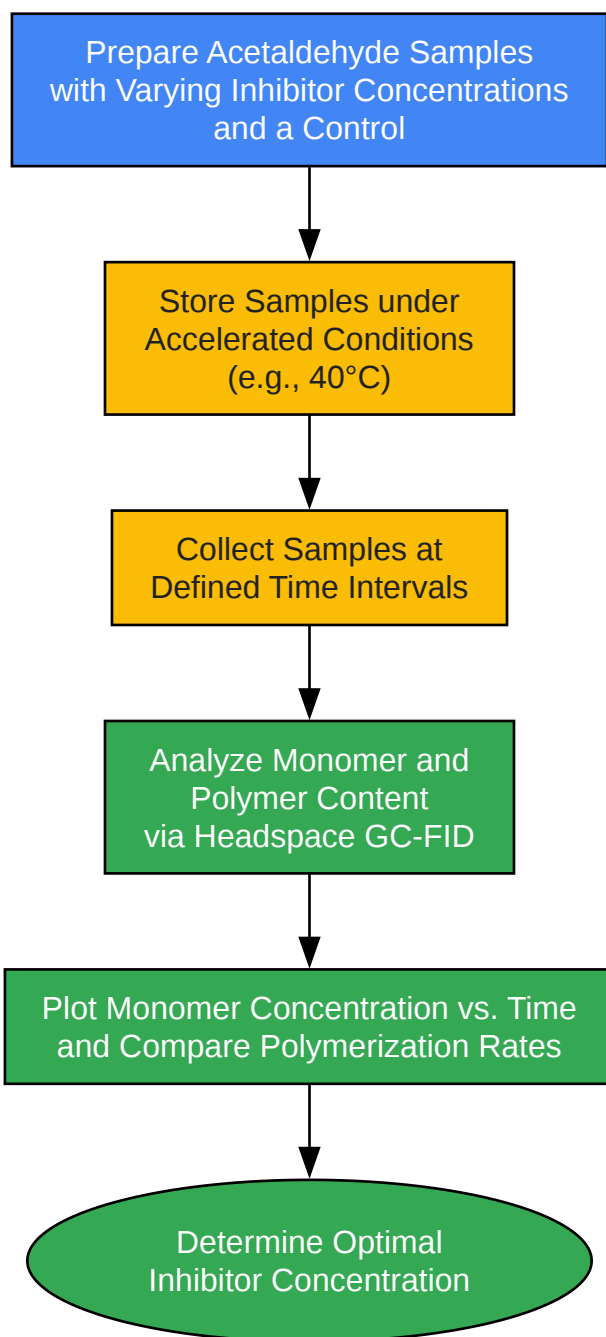 Prepare Acetaldehyde Samples
with Varying Inhibitor Concentrations
and a Control
Store Samples under
Accelerated Conditions
(e.g., 40°C)
Collect Samples at
Defined Time Intervals
Analyze Monomer and
Polymer Content
via Headspace GC-FID
Plot Monomer Concentration vs. Time
and Compare Polymerization Rates
Determine Optimal
Inhibitor Concentration